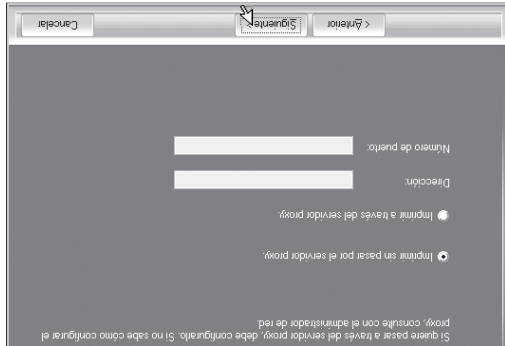 Si quiere pasar a través del servidor proxy, debe configurarlo. Si no sabe cómo configurar el
proxy, consulte con el administrador de red.
Imprimir sin pasar por el servidor proxy.
Imprimir a través del servidor proxy.
Dirección:
Número de puerto:
< Anterior
Siguiente >
Cancelar